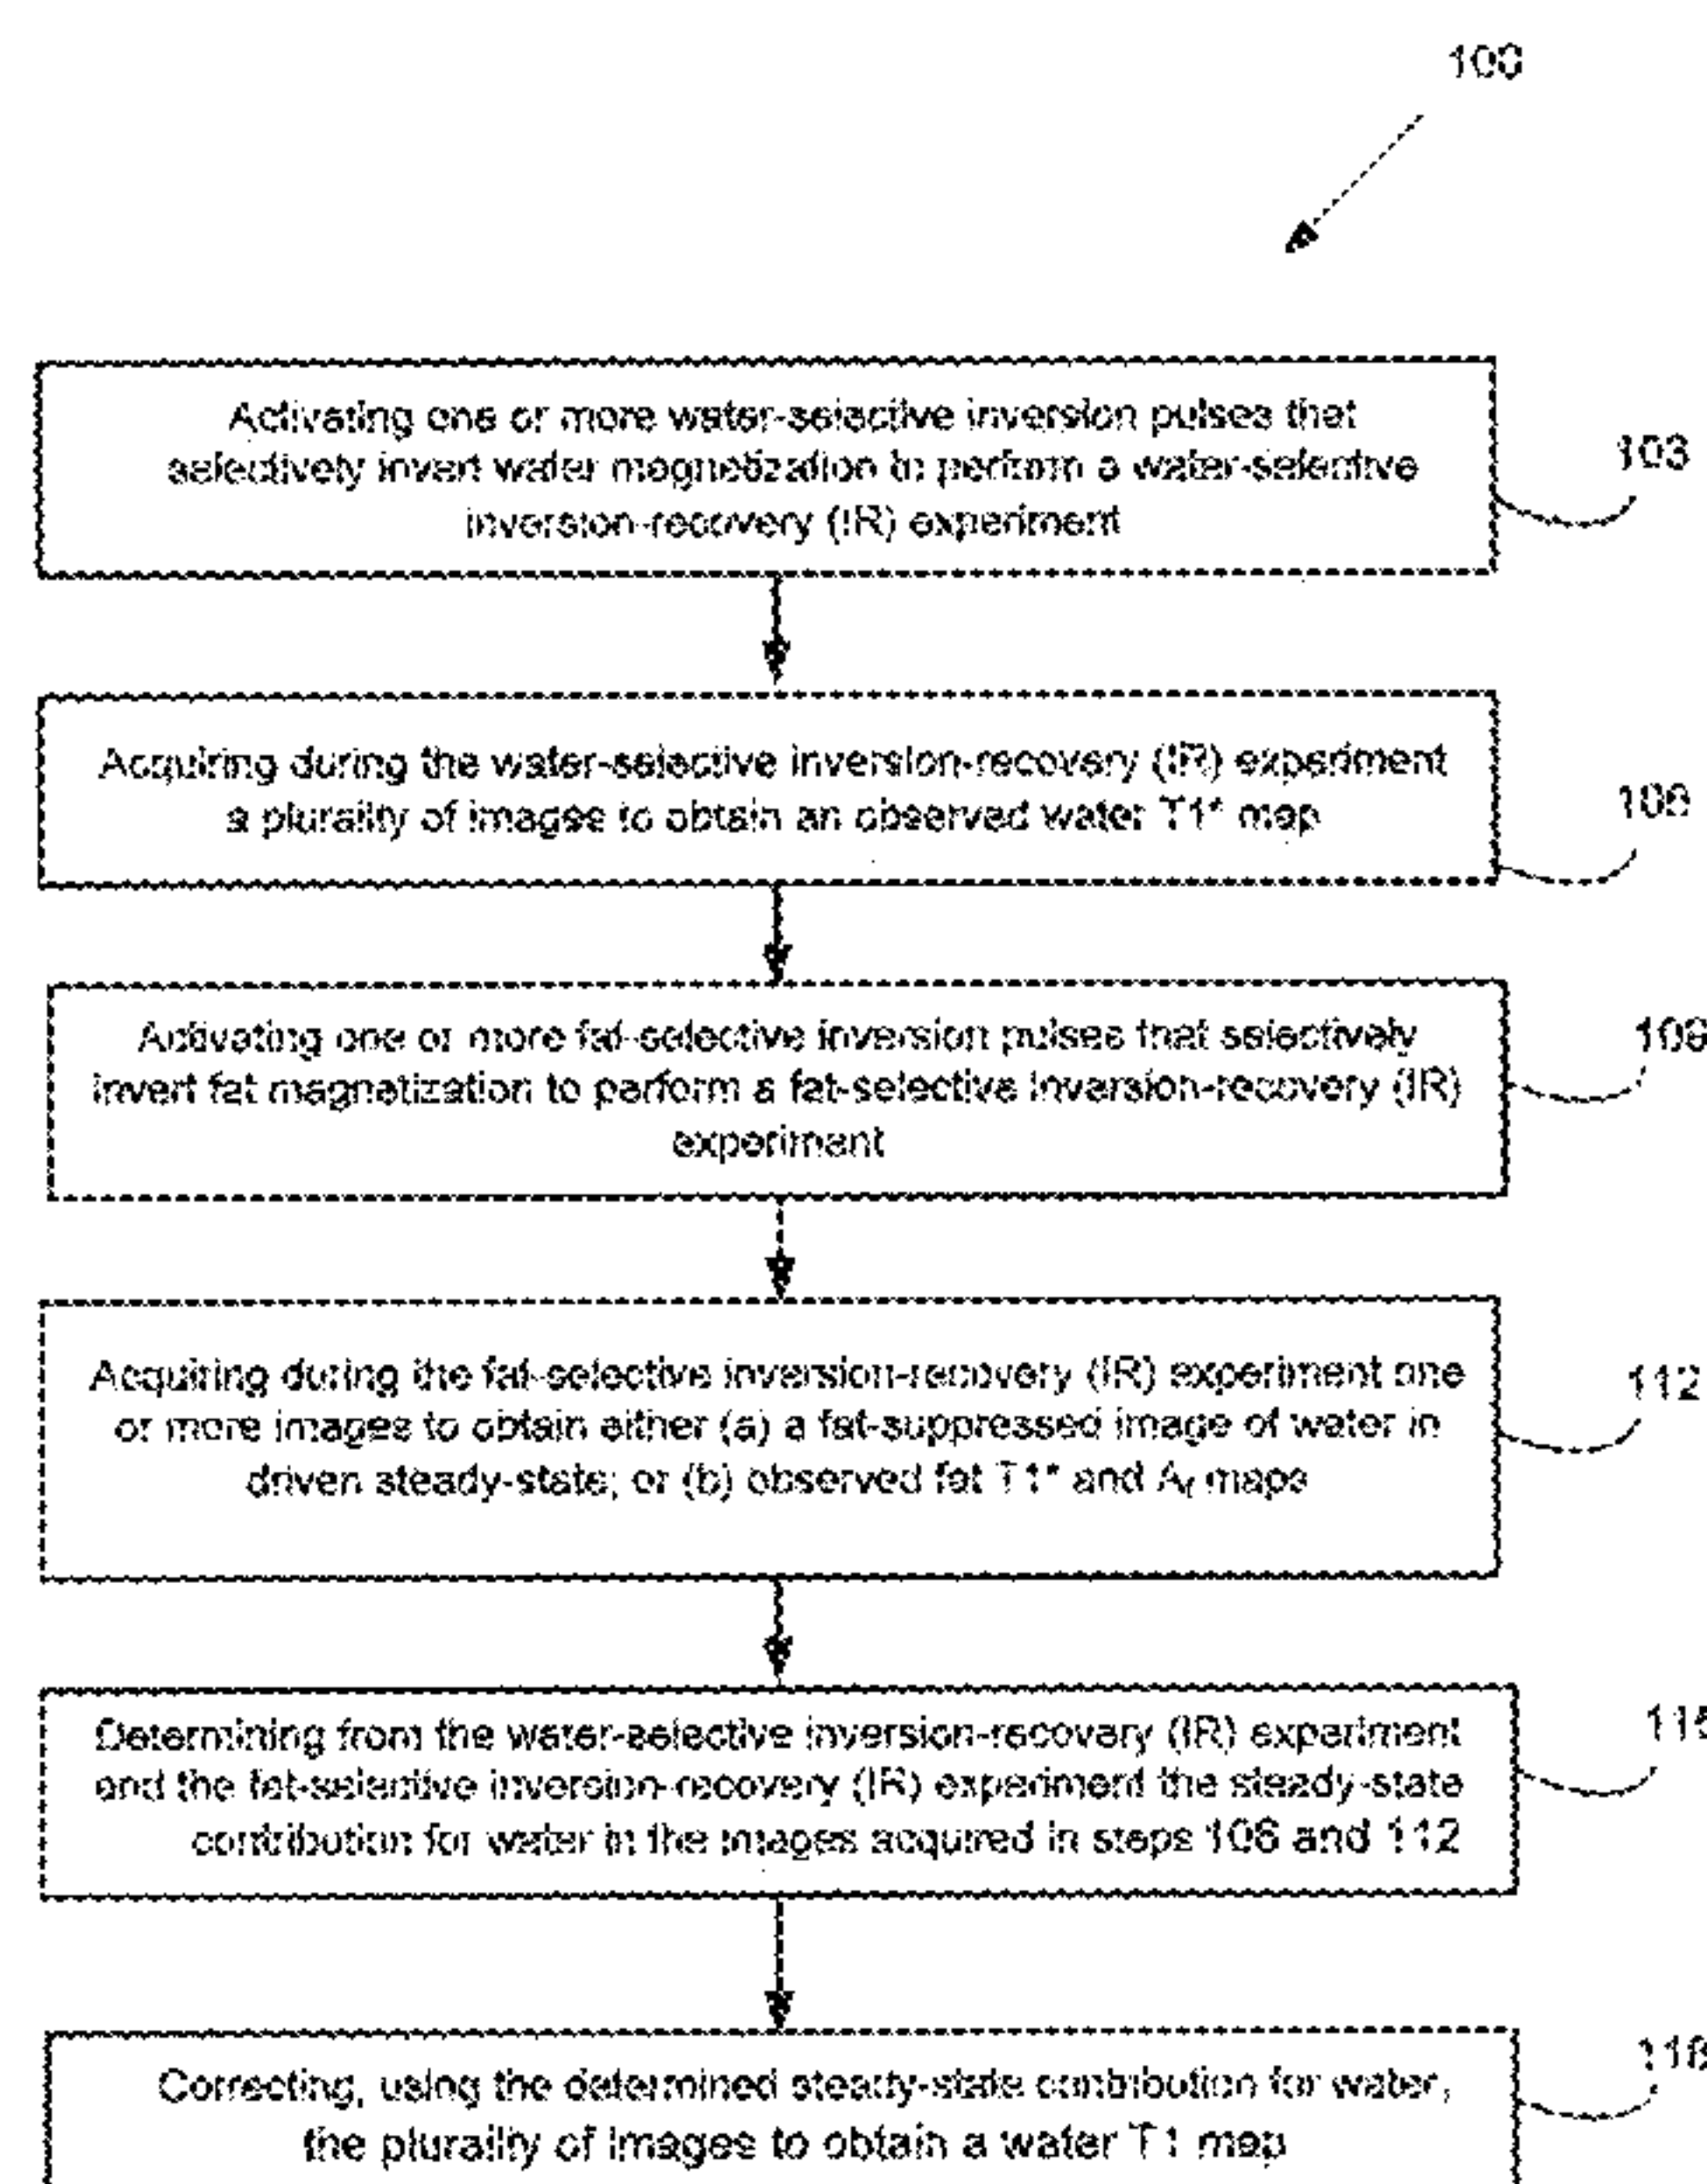 100
Activating one or more water-selective inversion pulses that
selectively invert water magnetization to perform a water-selective
inversion-recovery (IR) experiment
103
Acquiring during the water-selective inversion-recovery (IR) experiment
a plurality of images to obtain an observed water T1* map
106
Activating one or more fat-selective inversion pulses that selectively
invert fat magnetization to perform a fat-selective inversion-recovery (IR)
experiment
109
Acquiring during the fat-selective inversion-recovery (IR) experiment one
or more images to obtain either (a) a fat-suppressed image of water in
driven steady-state; or (b) observed fat T1* and Af maps
112
Determining from the water-selective inversion-recovery (IR) experiment
and the fat-selective inversion-recovery (IR) experiment the steady-state
contribution for water in the images acquired in steps 106 and 112
115
Correcting, using the determined steady-state contribution for water,
the plurality of images to obtain a water T1 map
118